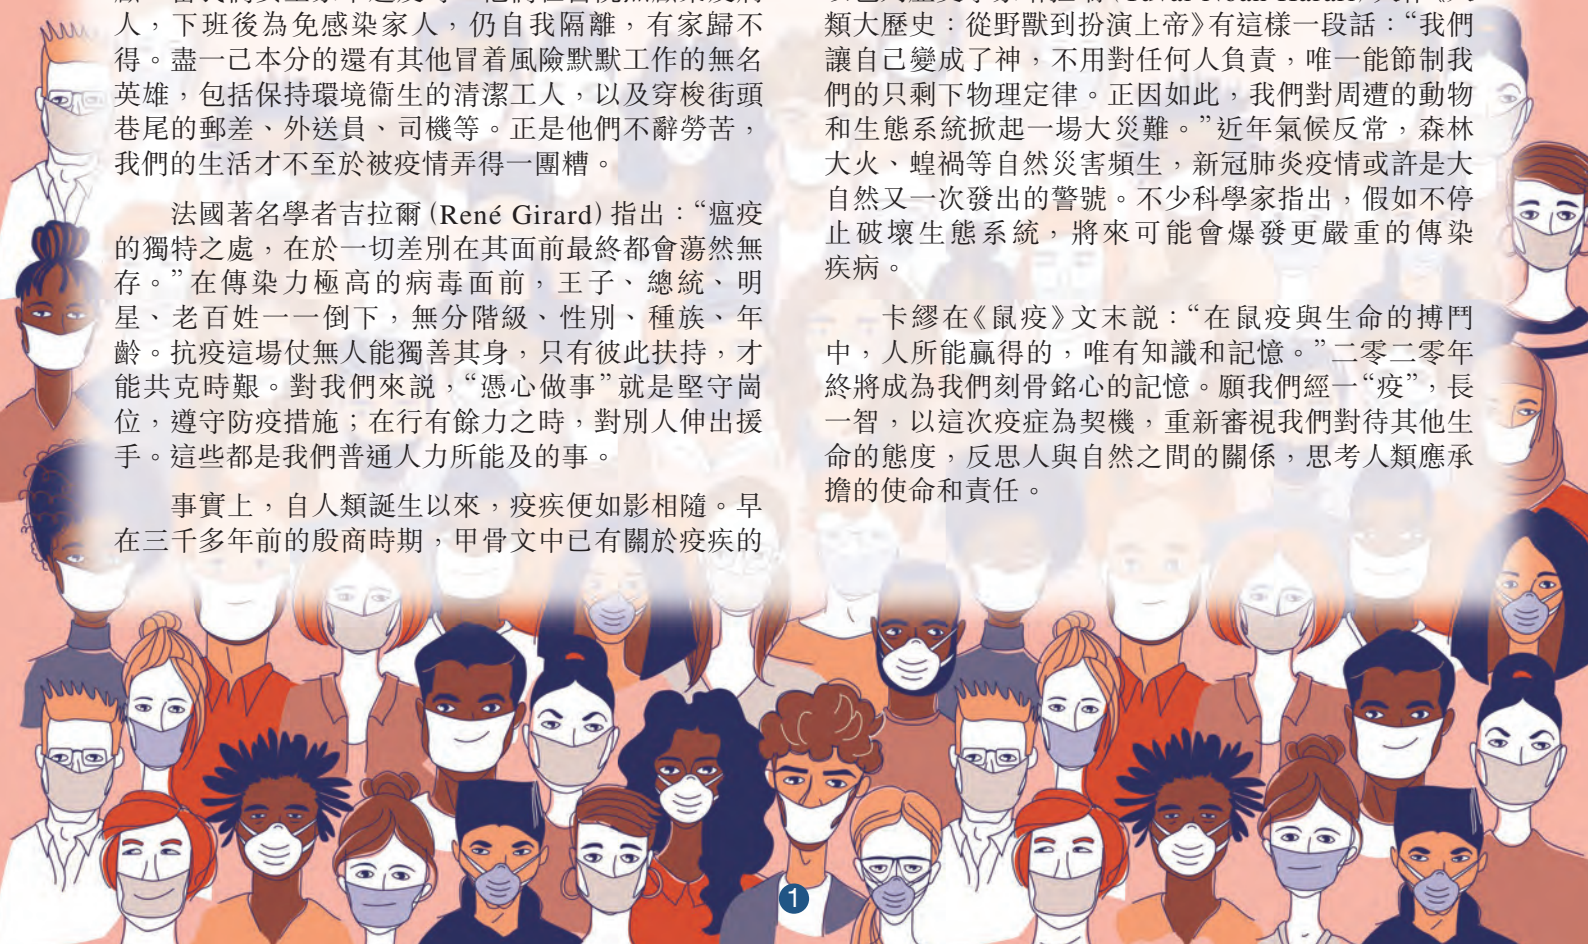 人，下班後為免感染家人，仍自我隔離，有家歸不
得。盡一己本分的還有其他冒着風險默默工作的無名
英雄，包括保持環境衞生的清潔工人，以及穿梭街頭
巷尾的郵差、外送員、司機等。正是他們不辭勞苦，
我們的生活才不至於被疫情弄得一團糟。
法國著名學者吉拉爾（René Girard）指出：“瘟疫
的獨特之處，在於一切差別在其面前最終都會蕩然無
存。”在傳染力極高的病毒面前，王子、總統、明
星、老百姓一一倒下，無分階級、性別、種族、年
齡。抗疫這場仗無人能獨善其身，只有彼此扶持，才
能共克時艱。對我們來説，“憑心做事”就是堅守崗
位，遵守防疫措施；在行有餘力之時，對別人伸出援
手。這些都是我們普通人力所能及的事。
事實上，自人類誕生以來，疫疾便如影相隨。早
在三千多年前的殷商時期，甲骨文中已有關於疫疾的
類大歷史：從野獸到扮演上帝》有這樣一段話：“我們
讓自己變成了神，不用對任何人負責，唯一能節制我
們的只剩下物理定律。正因如此，我們對周遭的動物
和生態系統掀起一場大災難。”近年氣候反常，森林
大火、蝗禍等自然災害頻生，新冠肺炎疫情或許是大
自然又一次發出的警號。不少科學家指出，假如不停
止破壞生態系統，將來可能會爆發更嚴重的傳染
疾病。
卡繆在《鼠疫》文末説：“在鼠疫與生命的搏鬥
中，人所能贏得的，唯有知識和記憶。”二零二零年
終將成為我們刻骨銘心的記憶。願我們經一“疫”，長
一智，以這次疫症為契機，重新審視我們對待其他生
命的態度，反思人與自然之間的關係，思考人類應承
擔的使命和責任。
1